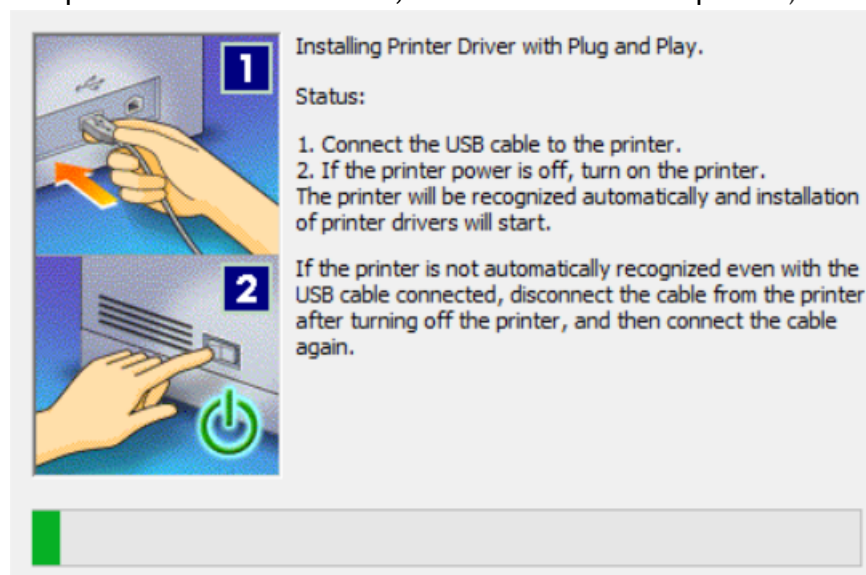 1
Installing Printer Driver with Plug and Play.
Status:
1. Connect the USB cable to the printer.
2. If the printer power is off, turn on the printer.
The printer will be recognized automatically and installation
of printer drivers will start.
2
If the printer is not automatically recognized even with the
USB cable connected, disconnect the cable from the printer
after turning off the printer, and then connect the cable
again.